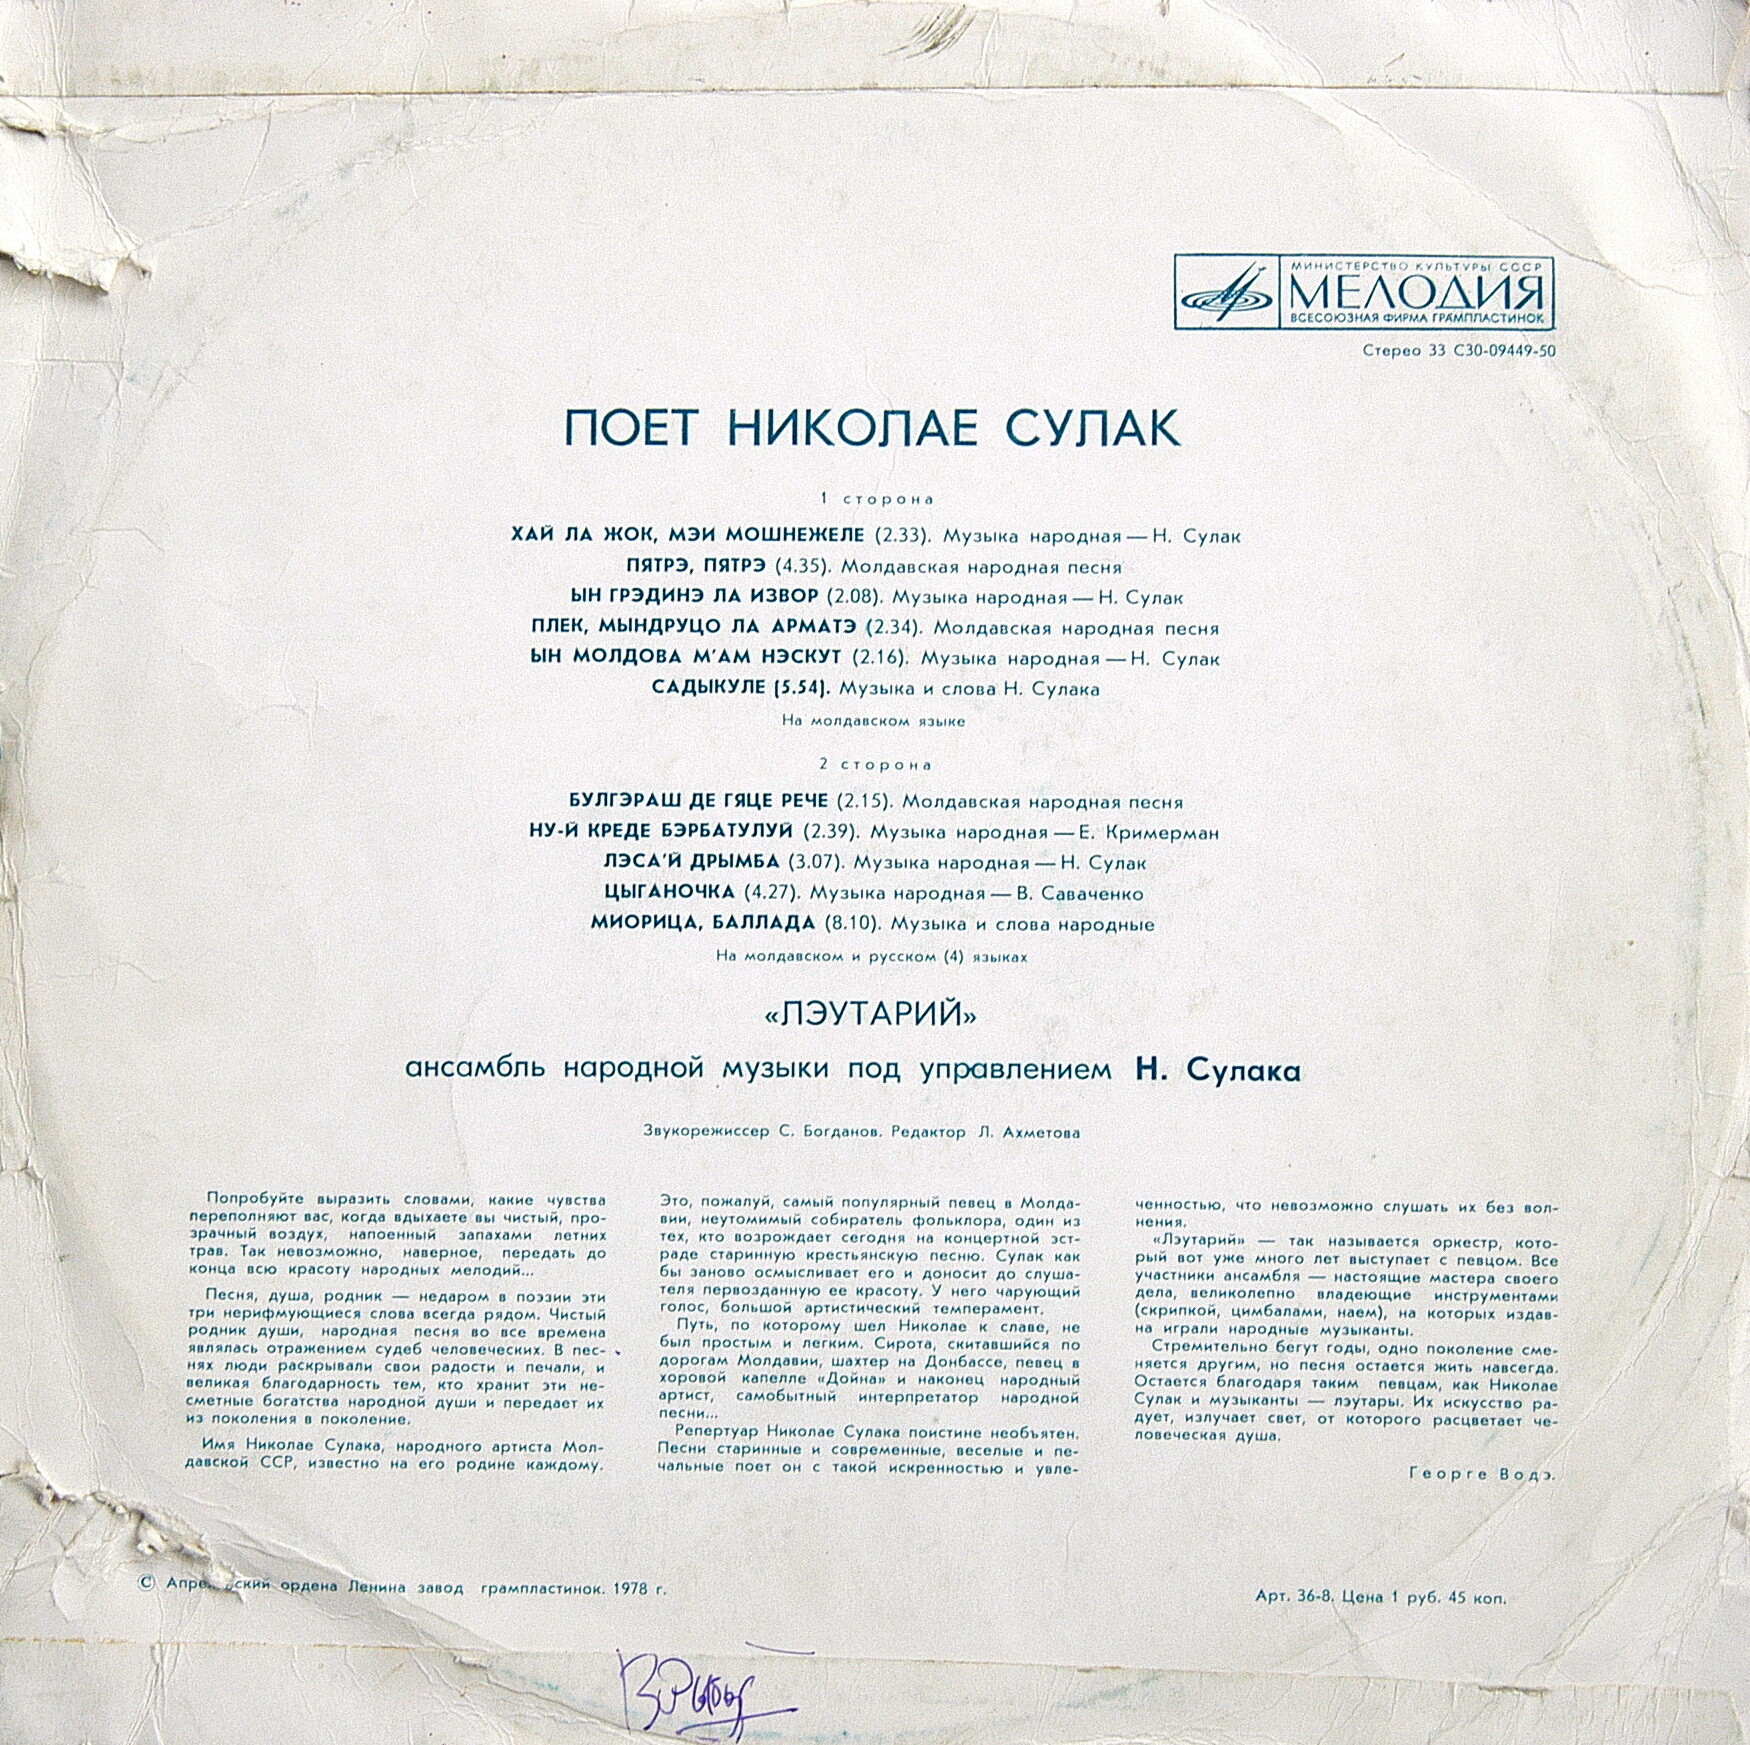 МИНИСТЕРСТВО КУЛЬТУРЫ СССР
МЕЛОДИЯ
ВСЕСОЮЗНАЯ ФИРМА ГРАМПЛАСТИНОК
Стерео 33 С30-09449-50
ПОЕТ НИКОЛАЕ СУЛАК
1 сторона
ХАЙ ЛА ЖОК, МЭИ МОШНЕЖЕЛЕ (2.33). Музыка народная — Н. Сулак
ПЯТРЭ, ПЯТРЭ (4.35). Молдавская народная песня
ЫН ГРЭДИНЭ ЛА ИЗВОР (2.08). Музыка народная — Н. Сулак
ПЛЕК, МЫНДРУЦО ЛА АРМАТЭ (2.34). Молдавская народная песня
ЫН МОЛДОВА М'АМ НЭСКУТ (2.16). Музыка народная — Н. Сулак
САДЫКУЛЕ (5.54). Музыка и слова Н. Сулака
На молдавском языке
2 сторона
БУЛГЭРАШ ДЕ ГЯЦЕ РЕЧЕ (2.15). Молдавская народная песня
НУ-Й КРЕДЕ БЭРБАТУЛУЙ (2.39). Музыка народная — Е. Кримерман
ЛЭСА'Й ДРЫМБА (3.07). Музыка народная — Н. Сулак
ЦЫГАНОЧКА (4.27). Музыка народная — В. Саваченко
МИОРИЦА, БАЛЛАДА (8.10). Музыка и слова народные
На молдавском и русском (4) языках
«ЛЭУТАРИЙ»
ансамбль народной музыки под управлением Н. Сулака
Звукорежиссер С. Богданов. Редактор Л. Ахметова
Попробуйте выразить словами, какие чувства
переполняют вас, когда вдыхаете вы чистый, про-
зрачный воздух, напоенный запахами летних
трав. Так невозможно, наверное, передать до
конца всю красоту народных мелодий...
Песня, душа, родник — недаром в поэзии эти
три нерифмующиеся слова всегда рядом. Чистый
родник души, народная песня во все времена
являлась отражением судеб человеческих. В пес-
нях люди раскрывали свои радости и печали, и
великая благодарность тем, кто хранит эти не-
сметные богатства народной души и передает их
из поколения в поколение.
Имя Николае Сулака, народного артиста Мол-
давской ССР, известно на его родине каждому.
Это, пожалуй, самый популярный певец в Молда-
вии, неутомимый собиратель фольклора, один из
тех, кто возрождает сегодня на концертной эст-
раде старинную крестьянскую песню. Сулак как
бы заново осмысливает его и доносит до слуша-
теля первозданную ее красоту. У него чарующий
голос, большой артистический темперамент.
Путь, по которому шел Николае к славе, не
был простым и легким. Сирота, скитавшийся по
дорогам Молдавии, шахтер на Донбассе, певец в
хоровой капелле «Дойна» и наконец народный
артист, самобытный интерпретатор народной
песни...
Репертуар Николае Сулака поистине необъятен.
Песни старинные и современные, веселые и пе-
чальные поет он с такой искренностью и увле-
ченностью, что невозможно слушать их без вол-
нения.
«Лэутарий» — так называется оркестр, кото-
рый вот уже много лет выступает с певцом. Все
участники ансамбля — настоящие мастера своего
дела, великолепно владеющие инструментами
(скрипкой, цимбалами, наем), на которых издав-
на играли народные музыканты.
Стремительно бегут годы, одно поколение сме-
няется другим, но песня остается жить навсегда.
Остается благодаря таким певцам, как Николае
Сулак и музыканты — лэутары. Их искусство ра-
дует, излучает свет, от которого расцветает че-
ловеческая душа.
Георге Водэ.
© ордена Ленина завод грампластинок. 1978 г.
Арт. 36-8. Цена 1 руб. 45 коп.